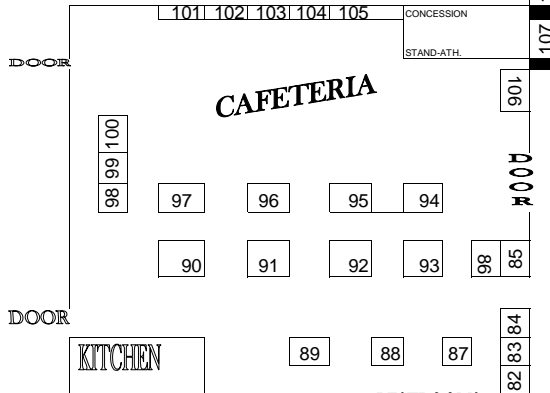 101 102 103 104 105
CONCESSION
107
STAND-ATH.
DOOR
CAFETERIA
106
100
99
98
DOOR
97 96 95 94
90 91 92 93 86 85
DOOR
84
KITCHEN
89 88 87 83
82